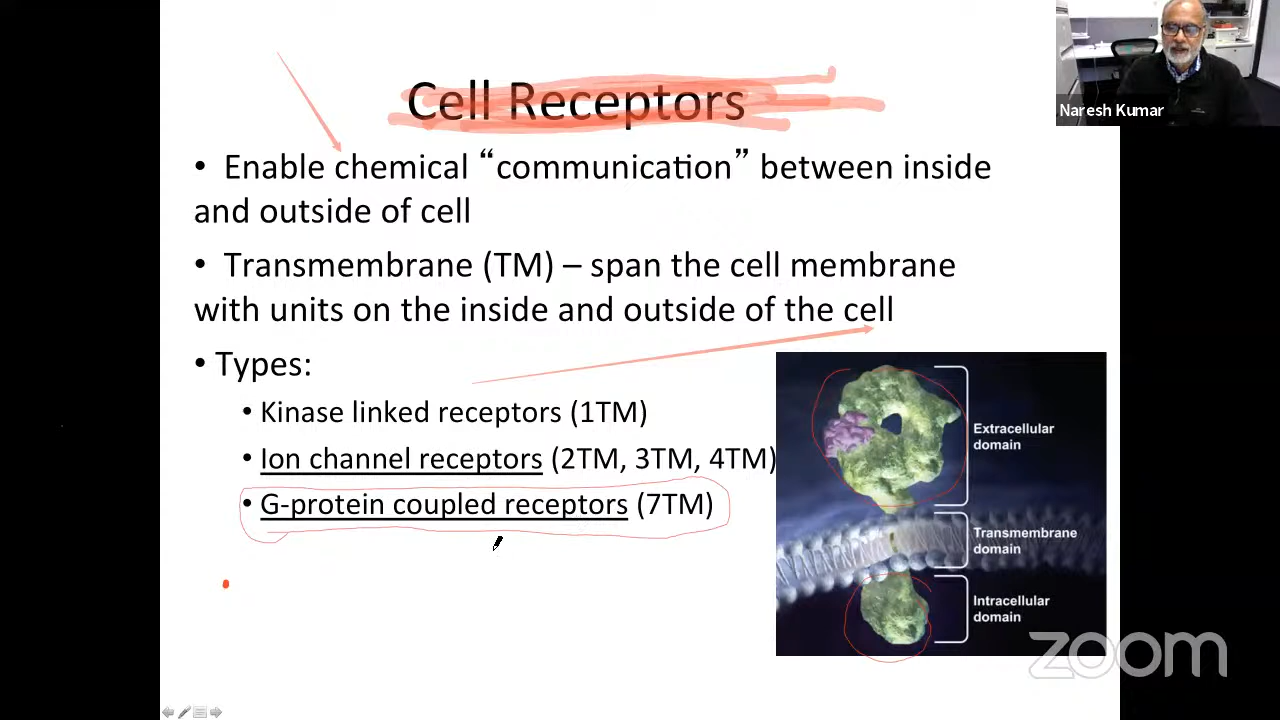 Cell Receptors
Naresh Kumar
• Enable chemical “communication” between inside
and outside of cell
• Transmembrane (TM) – span the cell membrane
with units on the inside and outside of the cell
• Types:
• Kinase linked receptors (1TM)
• Ion channel receptors (2TM, 3TM, 4TM)
• G-protein coupled receptors (7TM)
Extracellular
domain
Transmembrane
domain
Intracellular
domain
zoom